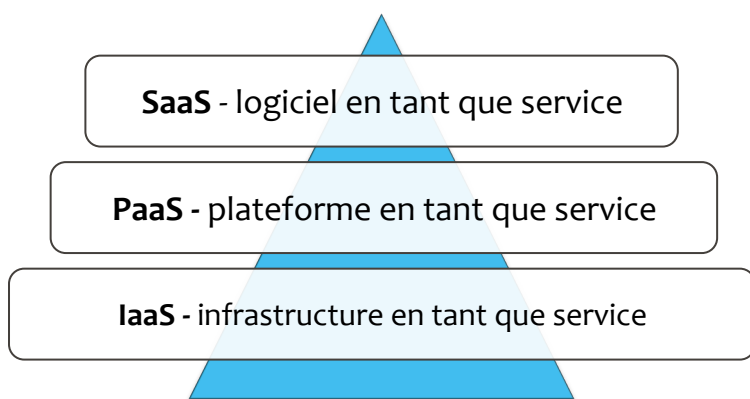 SaaS - logiciel en tant que service
PaaS - plateforme en tant que service
IaaS - infrastructure en tant que service